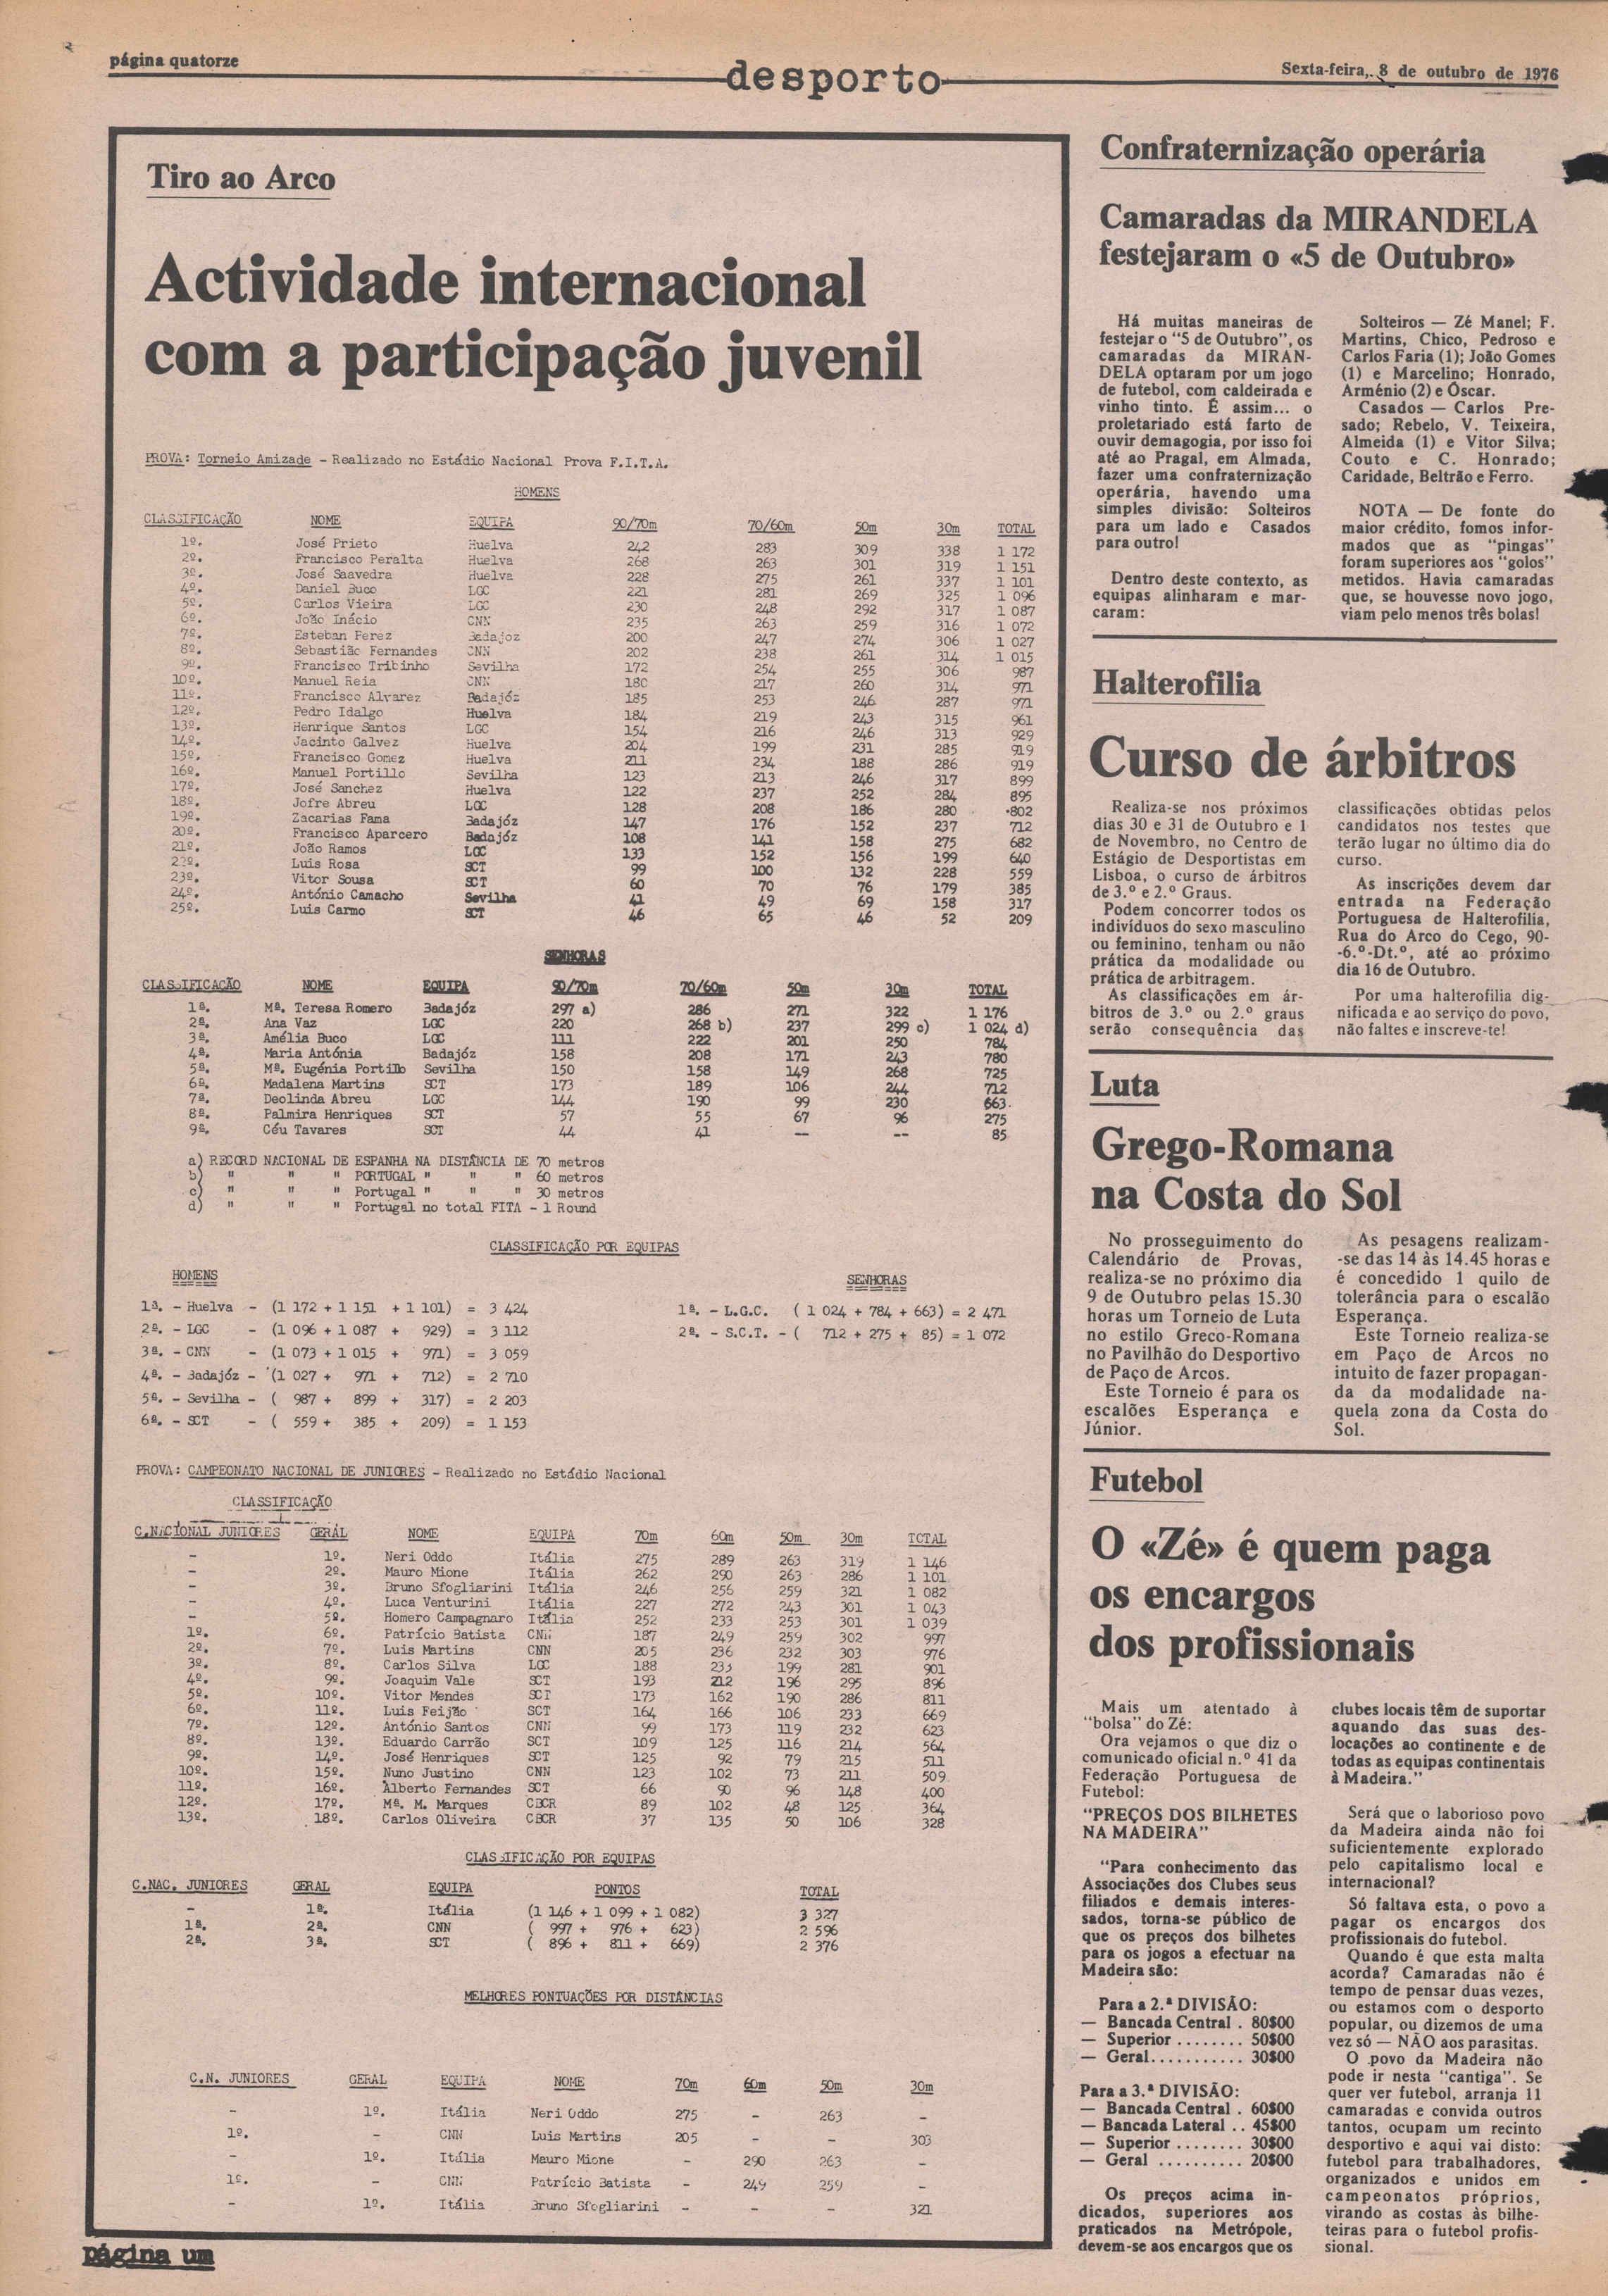 página quatorze
desporto
Sexta-feira, 8 de outubro de 1976
Tiro ao Arco
Actividade internacional
com a participação juvenil
PROVA: Torneio Amizade - Realizado no Estádio Nacional Prova F.I.T.A.
HOMENS
CLASSIFICAÇÃO NOME EQUIPA 90/70m 70/60m 50m 30m TOTAL
1º. José Prieto Huelva 242 283 309 338 1 172
2º. Francisco Peralta Huelva 268 263 301 319 1 151
3º. José Saavedra Huelva 228 275 261 337 1 101
4º. Daniel Buco LGC 221 281 269 325 1 096
5º. Carlos Vieira LGC 230 248 292 317 1 087
6º. João Inácio CNN 235 263 259 316 1 072
7º. Esteban Perez Badajoz 200 247 274 306 1 027
8º. Sebastião Fernandes CNN 202 238 261 314 1 015
9º. Francisco Tribinho Sevilha 172 254 255 306 987
10º. Manuel Reia CNN 180 217 260 314 971
11º. Francisco Alvarez Badajóz 185 253 246 287 971
12º. Pedro Idalgo Huelva 184 219 243 315 961
13º. Henrique Santos LGC 154 216 246 313 929
14º. Jacinto Galvez Huelva 204 199 231 285 919
15º. Francisco Gomez Huelva 211 234 188 286 919
16º. Manuel Portillo Sevilha 123 213 246 317 899
17º. José Sanchez Huelva 122 237 252 284 895
18º. Jofre Abreu LGC 128 208 186 280 802
19º. Zacarias Fama Badajóz 147 176 152 237 712
20º. Francisco Aparcero Badajóz 108 141 158 275 682
21º. João Ramos LGC 133 152 156 199 640
22º. Luis Rosa SCT 99 100 132 228 559
23º. Vitor Sousa SCT 60 70 76 179 385
24º. António Camacho Sevilha 41 49 69 158 317
25º. Luis Carmo SCT 46 65 46 52 209
SENHORAS
CLASSIFICAÇÃO NOME EQUIPA 90/70m 70/60m 50m 30m TOTAL
1ª. Mª. Teresa Romero Badajóz 297 a) 286 271 322 1 176
2ª. Ana Vaz LGC 220 268 b) 237 299 c) 1 024 d)
3ª. Amélia Buco LGC 111 222 201 250 784
4ª. Maria Antónia Badajóz 158 208 171 243 780
5ª. Mª. Eugénia Portillo Sevilha 150 158 149 268 725
6ª. Madalena Martins SCT 173 189 106 244 712
7ª. Deolinda Abreu LGC 144 190 99 230 663.
8ª. Palmira Henriques SCT 57 55 67 96 275
9ª. Céu Tavares SCT 44 41 -- -- 85
a) RECORD NACIONAL DE ESPANHA NA DISTÂNCIA DE 70 metros
b) " " " PORTUGAL " " " 60 metros
c) " " " Portugal " " " 30 metros
d) " " " Portugal no total FITA - 1 Round
CLASSIFICAÇÃO POR EQUIPAS
HOMENS
1ª. - Huelva - (1 172 + 1 151 + 1 101) = 3 424
2ª. - LGC - (1 096 + 1 087 + 929) = 3 112
3ª. - CNN - (1 073 + 1 015 + 971) = 3 059
4ª. - Badajóz - (1 027 + 971 + 712) = 2 710
5ª. - Sevilha - ( 987 + 899 + 317) = 2 203
6ª. - SCT - ( 559 + 385 + 209) = 1 153
SENHORAS
1ª. - L.G.C. ( 1 024 + 784 + 663) = 2 471
2ª. - S.C.T. - ( 712 + 275 + 85) = 1 072
PROVA: CAMPEONATO NACIONAL DE JUNIORES - Realizado no Estádio Nacional
CLASSIFICAÇÃO
C.NACIONAL JUNIORES GERAL NOME EQUIPA 70m 60m 50m 30m TOTAL
- 1º. Neri Oddo Itália 275 289 263 319 1 146
- 2º. Mauro Mione Itália 262 290 263 286 1 101
- 3º. Bruno Sfogliarini Itália 246 256 259 321 1 082
- 4º. Luca Venturini Itália 227 272 243 301 1 043
- 5º. Homero Campagnaro Itália 252 233 253 301 1 039
1º. 6º. Patrício Batista CNN 187 249 259 302 997
2º. 7º. Luis Martins CNN 205 236 232 303 976
3º. 8º. Carlos Silva LGC 188 233 199 281 901
4º. 9º. Joaquim Vale SCT 193 212 196 295 896
5º. 10º. Vitor Mendes SCT 173 162 190 286 811
6º. 11º. Luis Feijão SCT 164 166 106 233 669
7º. 12º. António Santos CNN 99 173 119 232 623
8º. 13º. Eduardo Carrão SCT 109 125 116 214 564
9º. 14º. José Henriques SCT 125 92 79 215 511
10º. 15º. Nuno Justino CNN 123 102 73 211 509
11º. 16º. Alberto Fernandes SCT 66 90 96 148 400
12º. 17º. Mª. M. Marques CBCR 89 102 48 125 364
13º. 18º. Carlos Oliveira CBCR 37 135 50 106 328
CLASSIFICAÇÃO POR EQUIPAS
C.NAC. JUNIORES GERAL EQUIPA PONTOS TOTAL
- 1ª. Itália (1 146 + 1 099 + 1 082) 3 327
1ª. 2ª. CNN ( 997 + 976 + 623) 2 596
2ª. 3ª. SCT ( 896 + 811 + 669) 2 376
MELHORES PONTUAÇÕES POR DISTÂNCIAS
C.N. JUNIORES GERAL EQUIPA NOME 70m 60m 50m 30m
- 1º. Itália Neri Oddo 275 - 263 -
1º. - CNN Luis Martins 205 - - 303
- 1º. Itália Mauro Mione - 290 263 -
1º. - CNN Patrício Batista - 249 259 -
- 1º. Itália Bruno Sfogliarini - - - 321
página um
Confraternização operária
Camaradas da MIRANDELA
festejaram o «5 de Outubro»
Há muitas maneiras de
festejar o "5 de Outubro", os
camaradas da MIRAN-
DELA optaram por um jogo
de futebol, com caldeirada e
vinho tinto. É assim... o
proletariado está farto de
ouvir demagogia, por isso foi
até ao Pragal, em Almada,
fazer uma confraternização
operária, havendo uma
simples divisão: Solteiros
para um lado e Casados
para outro!
Dentro deste contexto, as
equipas alinharam e mar-
caram:
Solteiros — Zé Manel; F.
Martins, Chico, Pedroso e
Carlos Faria (1); João Gomes
(1) e Marcelino; Honrado,
Arménio (2) e Óscar.
Casados — Carlos Pre-
sado; Rebelo, V. Teixeira,
Almeida (1) e Vitor Silva;
Couto e C. Honrado;
Caridade, Beltrão e Ferro.
NOTA — De fonte do
maior crédito, fomos infor-
mados que as "pingas"
foram superiores aos "golos"
metidos. Havia camaradas
que, se houvesse novo jogo,
viam pelo menos três bolas!
Halterofilia
Curso de árbitros
Realiza-se nos próximos
dias 30 e 31 de Outubro e 1
de Novembro, no Centro de
Estágio de Desportistas em
Lisboa, o curso de árbitros
de 3.º e 2.º Graus.
Podem concorrer todos os
indivíduos do sexo masculino
ou feminino, tenham ou não
prática da modalidade ou
prática de arbitragem.
As classificações em ár-
bitros de 3.º ou 2.º graus
serão consequência das
classificações obtidas pelos
candidatos nos testes que
terão lugar no último dia do
curso.
As inscrições devem dar
entrada na Federação
Portuguesa de Halterofilia,
Rua do Arco do Cego, 90-
-6.º-Dt.º, até ao próximo
dia 16 de Outubro.
Por uma halterofilia dig-
nificada e ao serviço do povo,
não faltes e inscreve-te!
Luta
Grego-Romana
na Costa do Sol
No prosseguimento do
Calendário de Provas,
realiza-se no próximo dia
9 de Outubro pelas 15.30
horas um Torneio de Luta
no estilo Greco-Romana
no Pavilhão do Desportivo
de Paço de Arcos.
Este Torneio é para os
escalões Esperança e
Júnior.
As pesagens realizam-
-se das 14 às 14.45 horas e
é concedido 1 quilo de
tolerância para o escalão
Esperança.
Este Torneio realiza-se
em Paço de Arcos no
intuito de fazer propagan-
da da modalidade na-
quela zona da Costa do
Sol.
Futebol
O «Zé» é quem paga
os encargos
dos profissionais
Mais um atentado à
"bolsa" do Zé:
Ora vejamos o que diz o
comunicado oficial n.º 41 da
Federação Portuguesa de
Futebol:
"PREÇOS DOS BILHETES
NA MADEIRA"
"Para conhecimento das
Associações dos Clubes seus
filiados e demais interes-
sados, torna-se público de
que os preços dos bilhetes
para os jogos a efectuar na
Madeira são:
Para a 2.ª DIVISÃO:
— Bancada Central . 80$00
— Superior ........ 50$00
— Geral........... 30$00
Para a 3.ª DIVISÃO:
— Bancada Central . 60$00
— Bancada Lateral .. 45$00
— Superior ........ 30$00
— Geral .......... 20$00
Os preços acima in-
dicados, superiores aos
praticados na Metrópole,
devem-se aos encargos que os
clubes locais têm de suportar
aquando das suas des-
locações ao continente e de
todas as equipas continentais
à Madeira."
Será que o laborioso povo
da Madeira ainda não foi
suficientemente explorado
pelo capitalismo local e
internacional?
Só faltava esta, o povo a
pagar os encargos dos
profissionais do futebol.
Quando é que esta malta
acorda? Camaradas não é
tempo de pensar duas vezes,
ou estamos com o desporto
popular, ou dizemos de uma
vez só — NÃO aos parasitas.
O povo da Madeira não
pode ir nesta "cantiga". Se
quer ver futebol, arranja 11
camaradas e convida outros
tantos, ocupam um recinto
desportivo e aqui vai disto:
futebol para trabalhadores,
organizados e unidos em
campeonatos próprios,
virando as costas às bilhe-
teiras para o futebol profis-
sional.